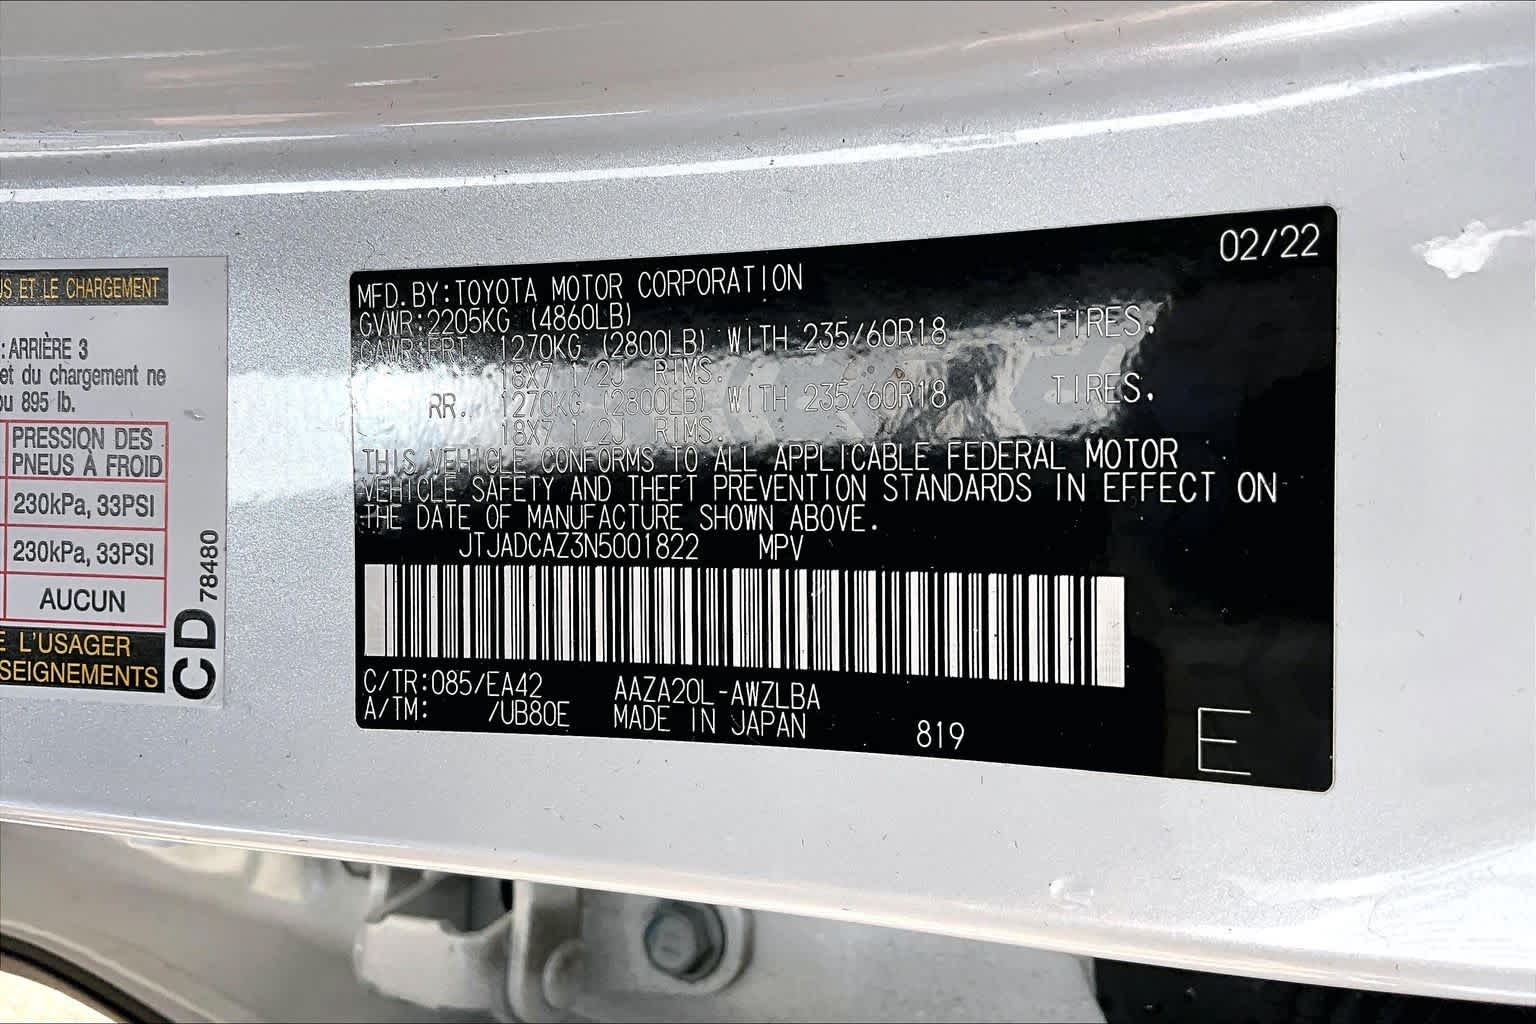 US ET LE CHARGEMENT
: ARRIÈRE 3
et du chargement ne
ou 895 lb.
PRESSION DES
PNEUS À FROID
230kPa, 33PSI
230kPa, 33PSI
AUCUN
E L'USAGER
SEIGNEMENTS
CD 78480
02/22
MFD. BY:TOYOTA MOTOR CORPORATION
GVWR:2205KG (4860LB)
GAWR:FRT. 1270KG (2800LB) WITH 235/60R18 TIRES.
18X7 1/2J RIMS.
RR. 1270KG (2800LB) WITH 235/60R18 TIRES.
18X7 1/2J RIMS.
THIS VEHICLE CONFORMS TO ALL APPLICABLE FEDERAL MOTOR
VEHICLE SAFETY AND THEFT PREVENTION STANDARDS IN EFFECT ON
THE DATE OF MANUFACTURE SHOWN ABOVE.
JTJADCAZ3N5001822 MPV
C/TR:085/EA42 AAZA20L-AWZLBA
A/TM: /UB80E MADE IN JAPAN 819
E